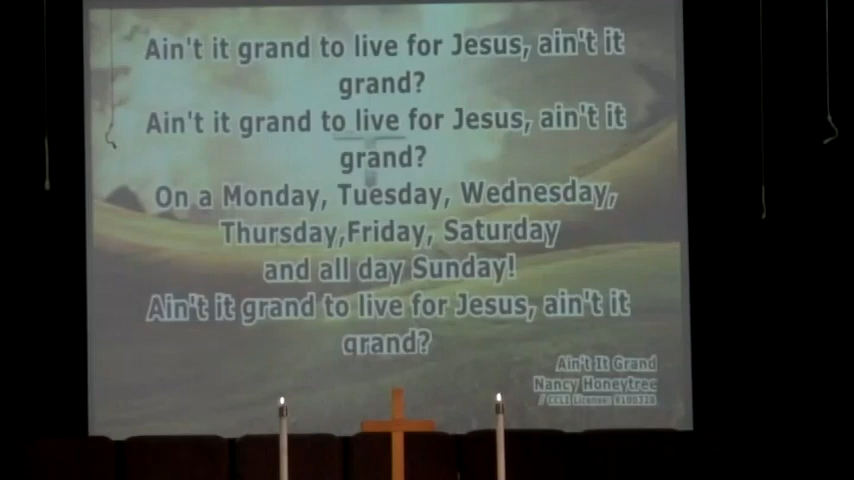 Ain't it grand to live for Jesus, ain't it
grand?
Ain't it grand to live for Jesus, ain't it
grand?
On a Monday, Tuesday, Wednesday,
Thursday,Friday, Saturday
and all day Sunday!
Ain't it grand to live for Jesus, ain't it
grand?
Ain't It Grand
Nancy Honeytree
/ CCLI License: